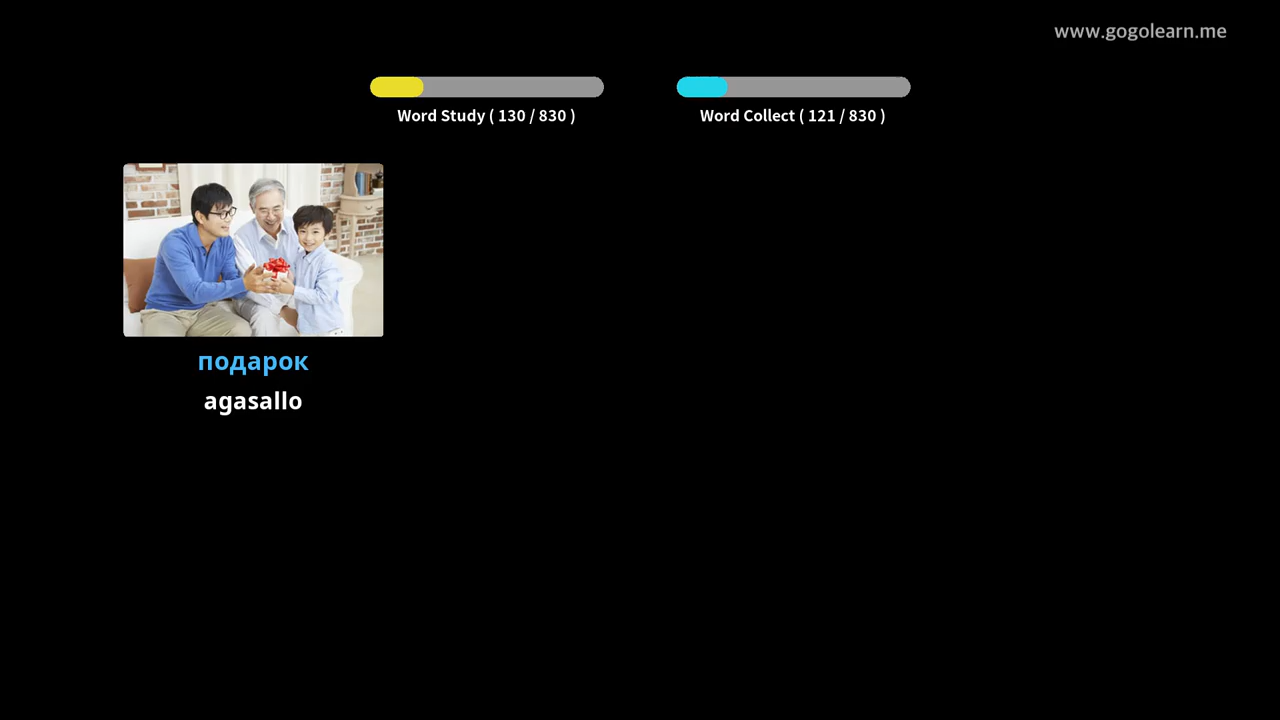 www.gogolearn.me
Word Study ( 130 / 830 )
Word Collect ( 121 / 830 )
подарок
agasallo